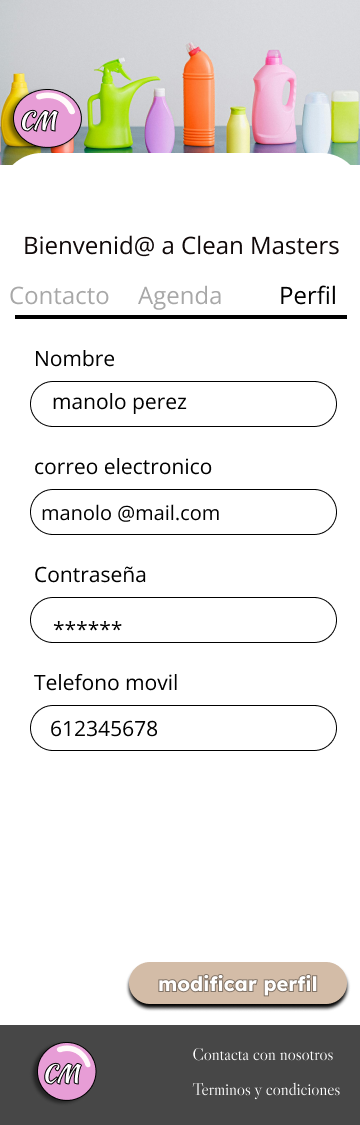 CM
Bienvenid@ a Clean Masters
Contacto Agenda Perfil
Nombre
manolo perez
correo electronico
manolo @mail.com
Contraseña
******
Telefono movil
612345678
modificar perfil
CM
Contacta con nosotros
Terminos y condiciones